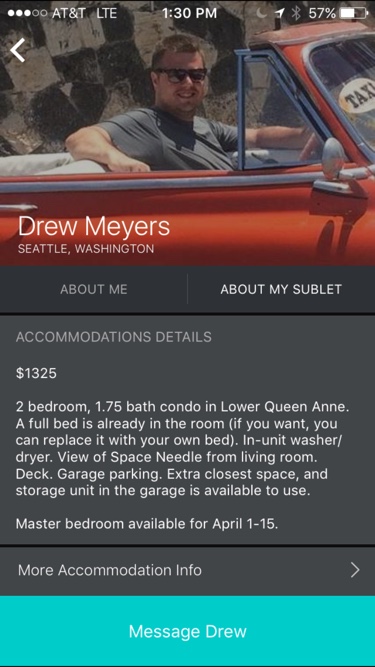 AT&T LTE 1:30 PM 57%
TAXI
Drew Meyers
SEATTLE, WASHINGTON
ABOUT ME ABOUT MY SUBLET
ACCOMMODATIONS DETAILS
$1325
2 bedroom, 1.75 bath condo in Lower Queen Anne.
A full bed is already in the room (if you want, you
can replace it with your own bed). In-unit washer/
dryer. View of Space Needle from living room.
Deck. Garage parking. Extra closest space, and
storage unit in the garage is available to use.
Master bedroom available for April 1-15.
More Accommodation Info
Message Drew